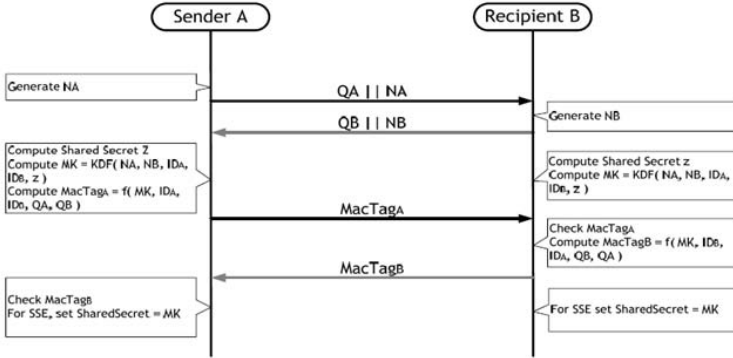 Sender A
Recipient B
Generate NA
QA || NA
Generate NB
QB || NB
Compute Shared Secret Z
Compute MK = KDF( NA, NB, IDA,
IDB, z )
Compute MacTagA = f( MK, IDA,
IDB, QA, QB )
Compute Shared Secret z
Compute MK = KDF( NA, NB, IDA,
IDB, z )
MacTagA
Check MacTagA
Compute MacTagB = f( MK, IDB,
IDA, QB, QA )
MacTagB
Check MacTagB
For SSE, set SharedSecret = MK
For SSE set SharedSecret = MK